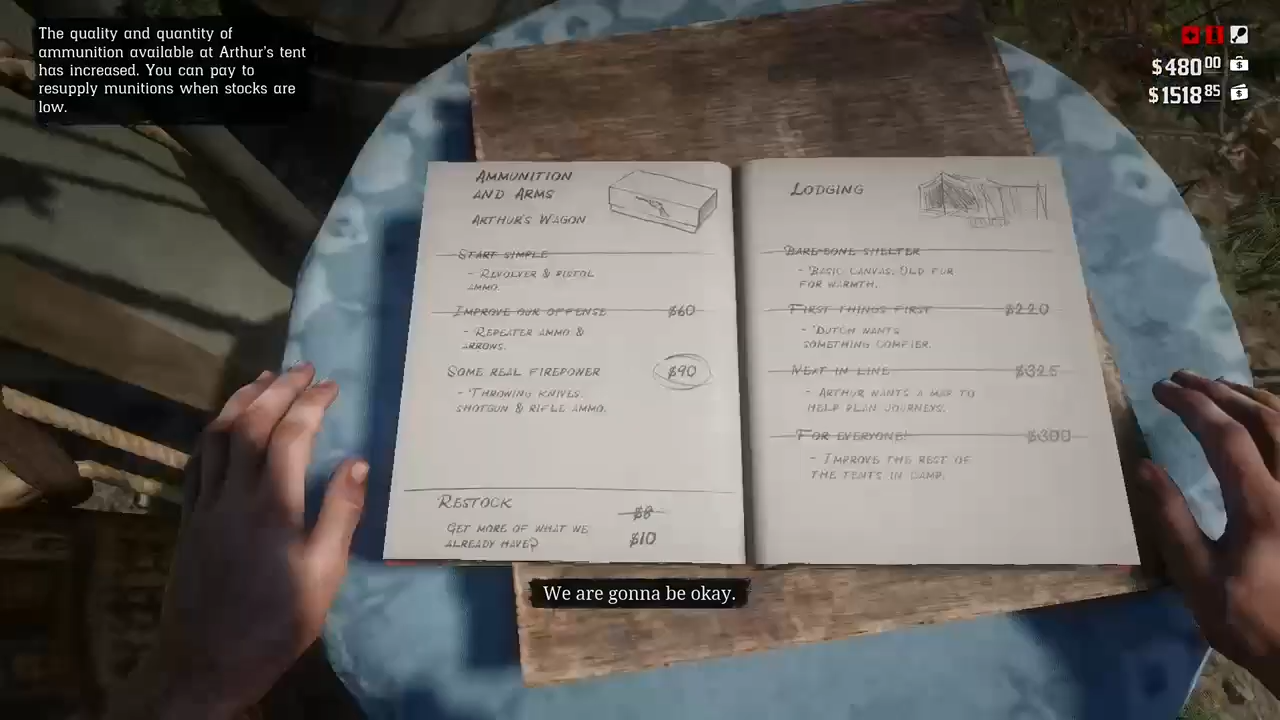 The quality and quantity of
ammunition available at Arthur's tent
has increased. You can pay to
resupply munitions when stocks are
low.
$480 00
$1518 85
AMMUNITION
AND ARMS
ARTHUR'S WAGON
START SIMPLE
- REVOLVER & PISTOL
AMMO.
IMPROVE OUR OFFENSE $60
- REPEATER AMMO &
ARROWS.
SOME REAL FIREPOWER $90
- THROWING KNIVES.
SHOTGUN & RIFLE AMMO.
RESTOCK
$8
GET MORE OF WHAT WE
ALREADY HAVE?
$10
LODGING
BARE-BONE SHELTER
- BASIC CANVAS. OLD FUR
FOR WARMTH.
FIRST THINGS FIRST $220
- DUTCH WANTS
SOMETHING COMFIER.
NEXT IN LINE $325
- ARTHUR WANTS A MAP TO
HELP PLAN JOURNEYS.
FOR EVERYONE! $300
- IMPROVE THE REST OF
THE TENTS IN CAMP.
We are gonna be okay.